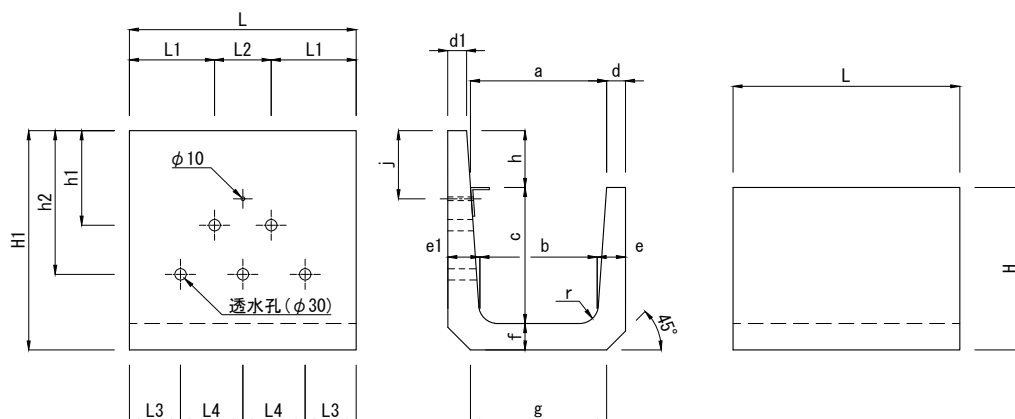 L
L1 L2 L1
H1
h2
h1
φ10
透水孔(φ30)
L3 L4 L4 L3
d1
a
d
j
h
c
e1
b
e
r
f
45°
g
L
H